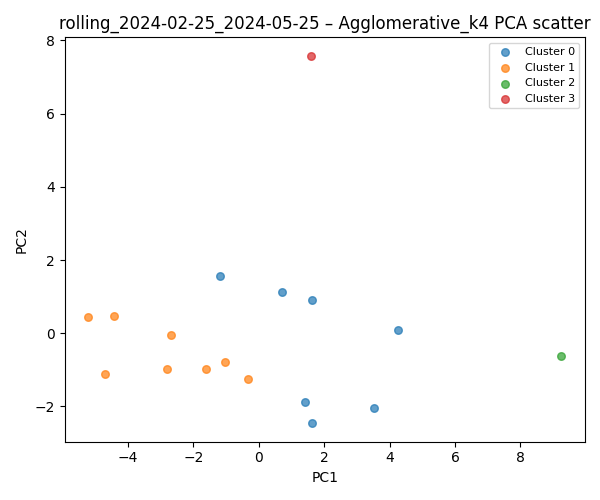 rolling_2024-02-25_2024-05-25 – Agglomerative_k4 PCA scatter
8
6
4
2
0
−2
PC2
Cluster 0
Cluster 1
Cluster 2
Cluster 3
−4 −2 0 2 4 6 8
PC1